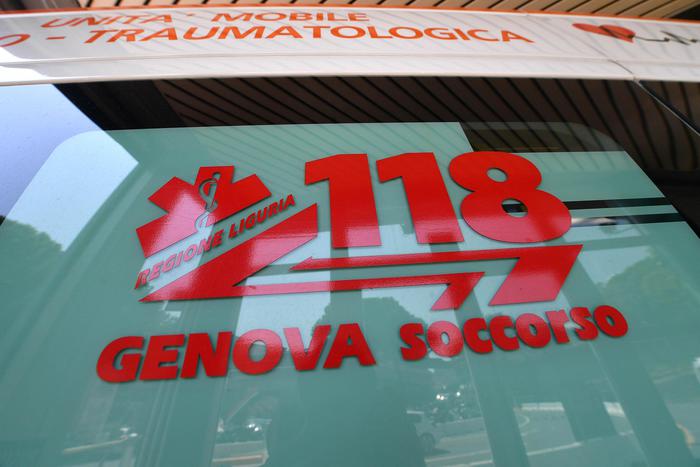 UNITA' MOBILE
O - TRAUMATOLOGICA
118
REGIONE LIGURIA
GENOVA soccorso